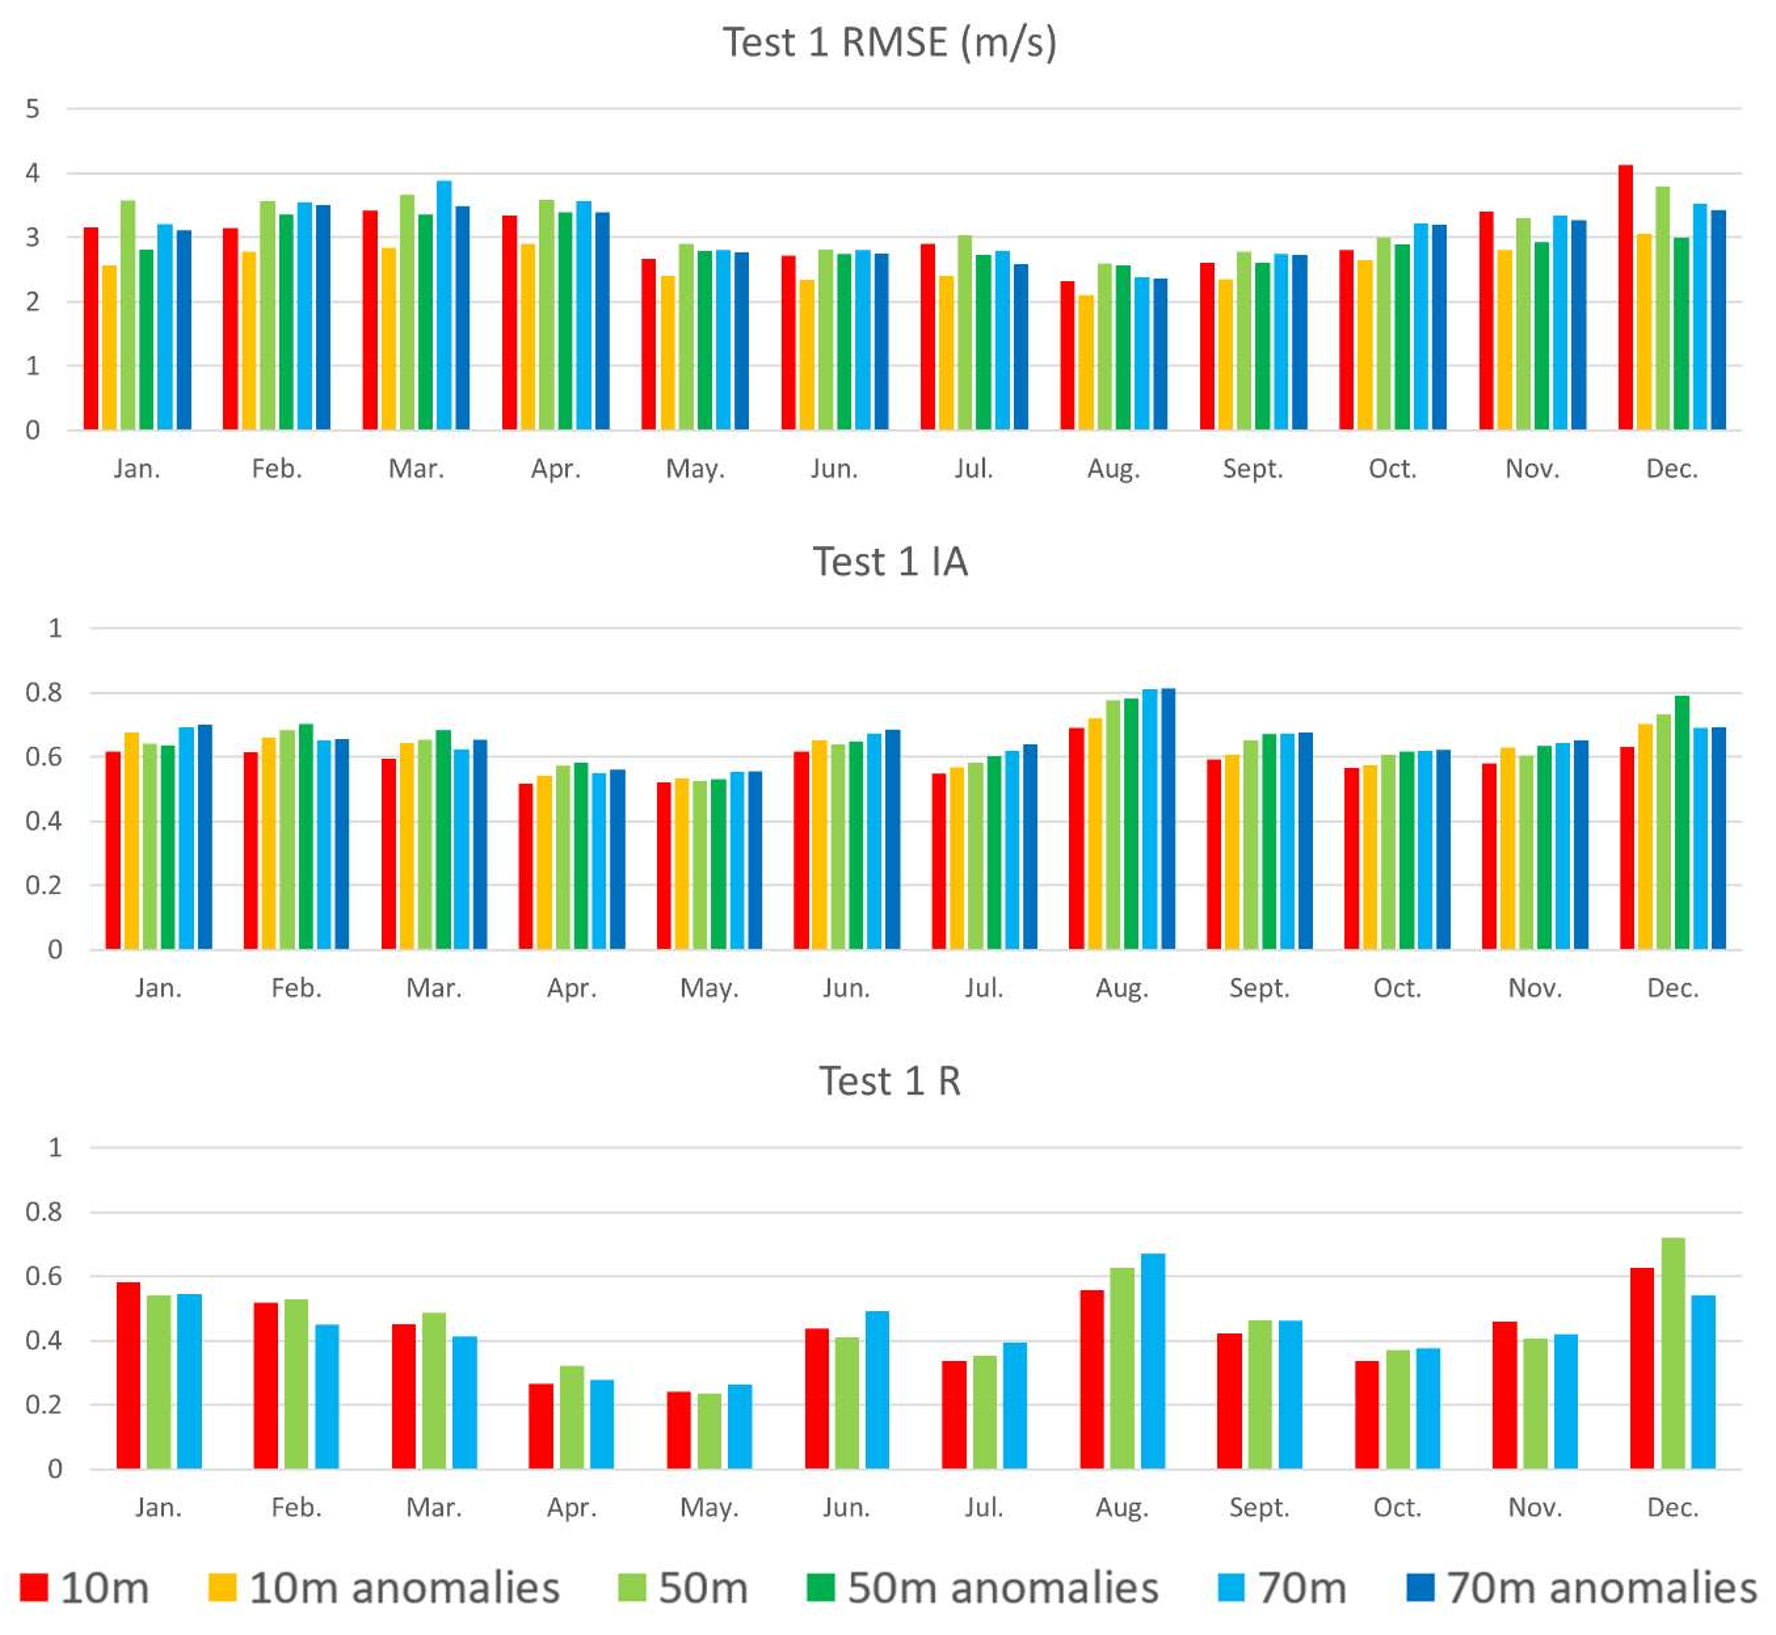 Test 1 RMSE (m/s)
5
4
3
2
1
0
Jan. Feb. Mar. Apr. May. Jun. Jul. Aug. Sept. Oct. Nov. Dec.
Test 1 IA
1
0.8
0.6
0.4
0.2
0
Jan. Feb. Mar. Apr. May. Jun. Jul. Aug. Sept. Oct. Nov. Dec.
Test 1 R
1
0.8
0.6
0.4
0.2
0
Jan. Feb. Mar. Apr. May. Jun. Jul. Aug. Sept. Oct. Nov. Dec.
10m 10m anomalies 50m 50m anomalies 70m 70m anomalies